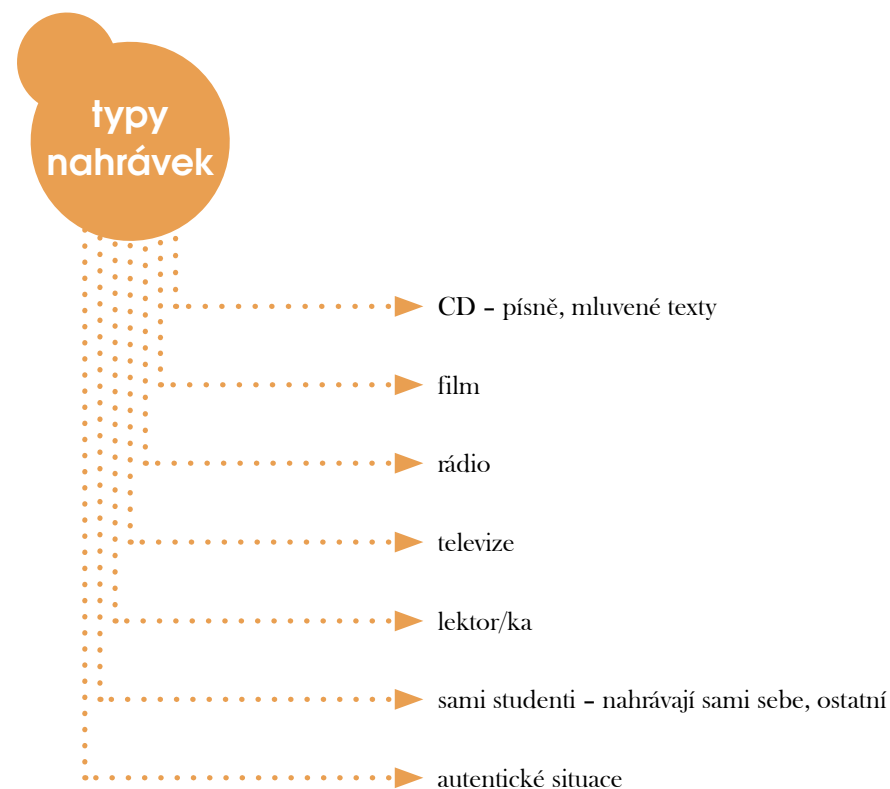 typy
nahrávek
CD – písně, mluvené texty
film
rádio
televize
lektor/ka
sami studenti – nahrávají sami sebe, ostatní
autentické situace